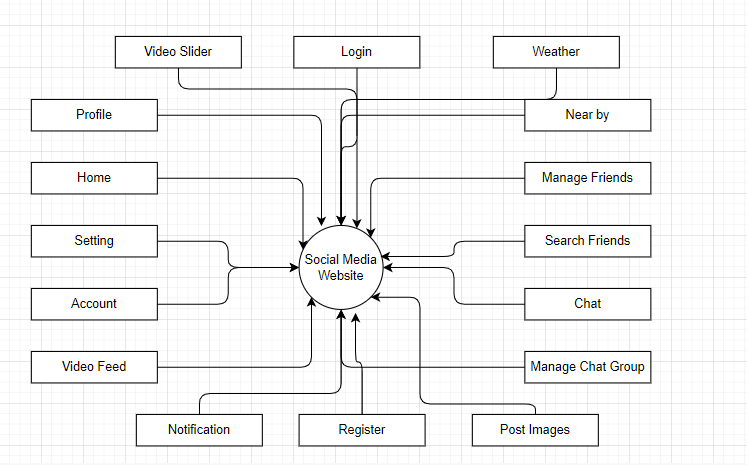 Video Slider
Login
Weather
Profile
Near by
Home
Manage Friends
Setting
Search Friends
Social Media
Website
Account
Chat
Video Feed
Manage Chat Group
Notification
Register
Post Images